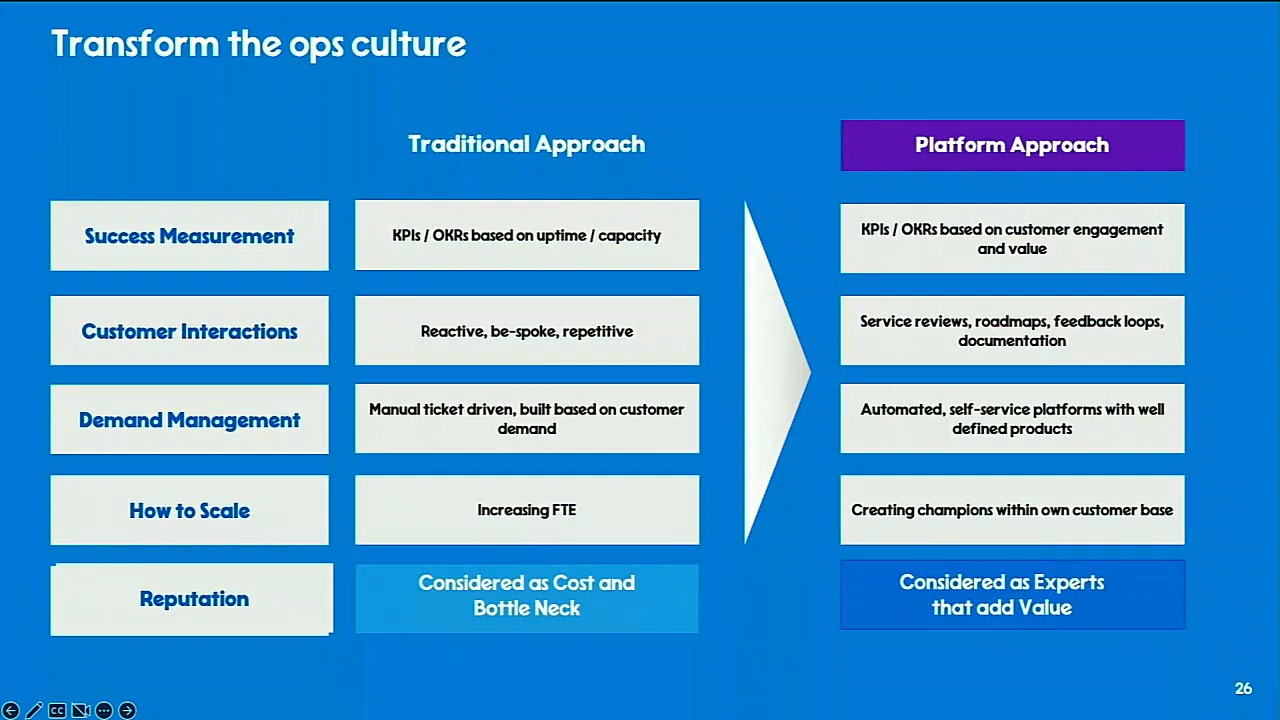 Transform the ops culture
Traditional Approach
Platform Approach
Success Measurement
KPIs / OKRs based on uptime / capacity
KPIs / OKRs based on customer engagement
and value
Customer Interactions
Reactive, be-spoke, repetitive
Service reviews, roadmaps, feedback loops,
documentation
Demand Management
Manual ticket driven, built based on customer
demand
Automated, self-service platforms with well
defined products
How to Scale
Increasing FTE
Creating champions within own customer base
Reputation
Considered as Cost and
Bottle Neck
Considered as Experts
that add Value
26
CC